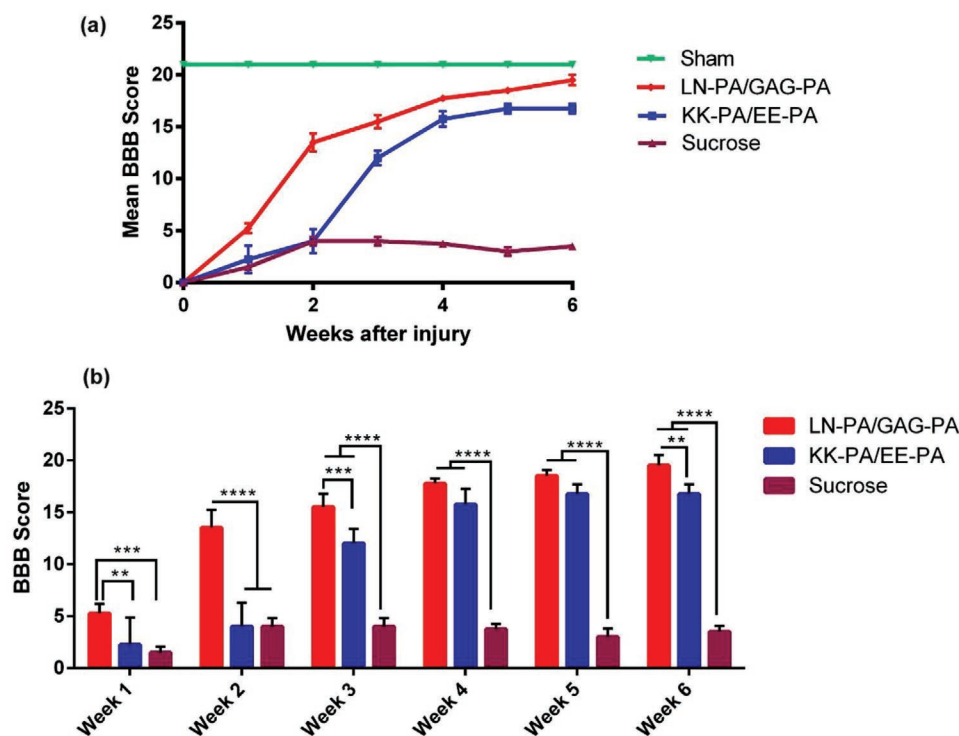 (a)
25
20
15
10
5
0
Mean BBB Score
0 2 4 6
Weeks after injury
Sham
LN-PA/GAG-PA
KK-PA/EE-PA
Sucrose
(b)
25
20
15
10
5
0
BBB Score
***
**
****
****
***
****
****
****
**
Week 1
Week 2
Week 3
Week 4
Week 5
Week 6
LN-PA/GAG-PA
KK-PA/EE-PA
Sucrose